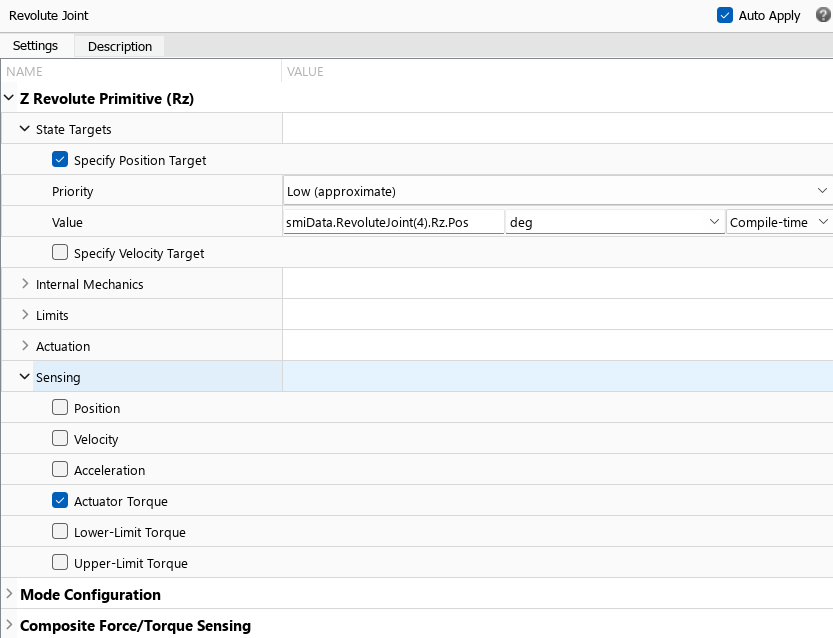 Revolute Joint
Auto Apply ?
Settings Description
NAME VALUE
Z Revolute Primitive (Rz)
State Targets
Specify Position Target
Priority Low (approximate)
Value smiData.RevoluteJoint(4).Rz.Pos deg Compile-time
Specify Velocity Target
Internal Mechanics
Limits
Actuation
Sensing
Position
Velocity
Acceleration
Actuator Torque
Lower-Limit Torque
Upper-Limit Torque
Mode Configuration
Composite Force/Torque Sensing